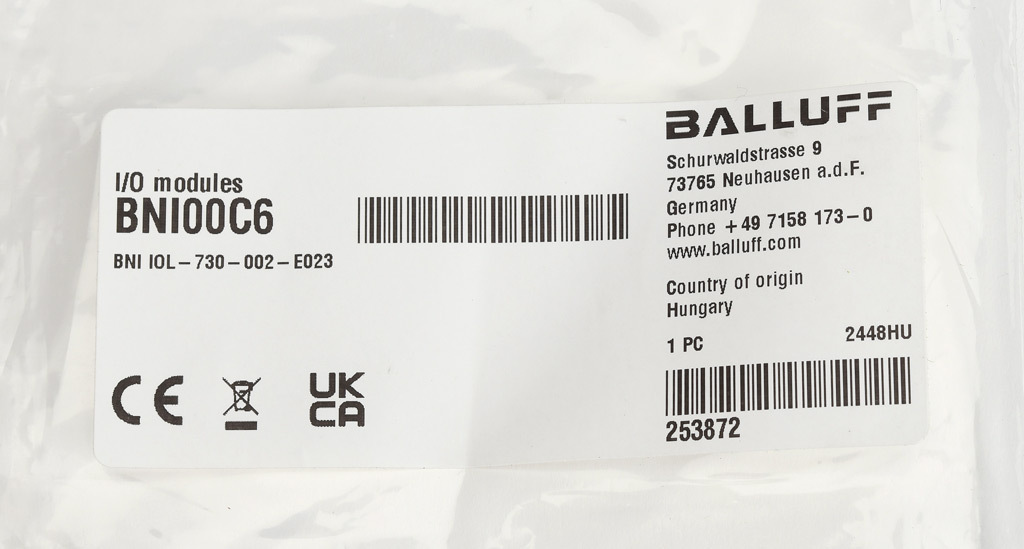 I/O modules
BNI00C6
BNI IOL-730-002-E023
CE
UK
CA
BALLUFF
Schurwaldstrasse 9
73765 Neuhausen a.d.F.
Germany
Phone +49 7158 173-0
www.balluff.com
Country of origin
Hungary
1 PC 2448HU
253872